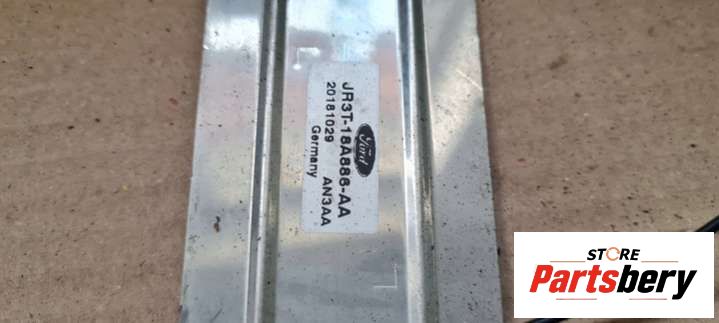 Ford
JR3T-18A886-AA
20181029 AN3AA
Germany
STORE
Partsbery